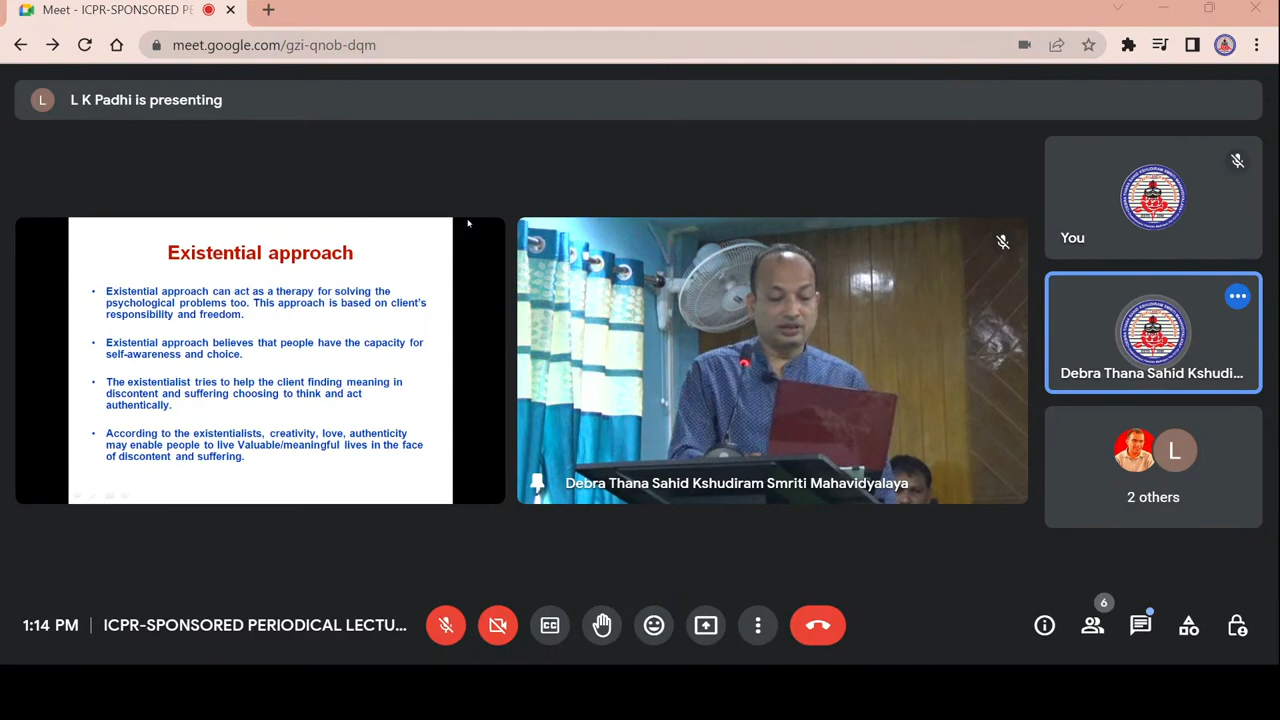 Meet - ICPR-SPONSORED PE
meet.google.com/gzi-qnob-dqm
L
L K Padhi is presenting
Existential approach
• Existential approach can act as a therapy for solving the
psychological problems too. This approach is based on client's
responsibility and freedom.
• Existential approach believes that people have the capacity for
self-awareness and choice.
• The existentialist tries to help the client finding meaning in
discontent and suffering choosing to think and act
authentically.
• According to the existentialists, creativity, love, authenticity
may enable people to live Valuable/meaningful lives in the face
of discontent and suffering.
Debra Thana Sahid Kshudiram Smriti Mahavidyalaya
You
Debra Thana Sahid Kshudi...
L
2 others
1:14 PM | ICPR-SPONSORED PERIODICAL LECTU...
CC
6